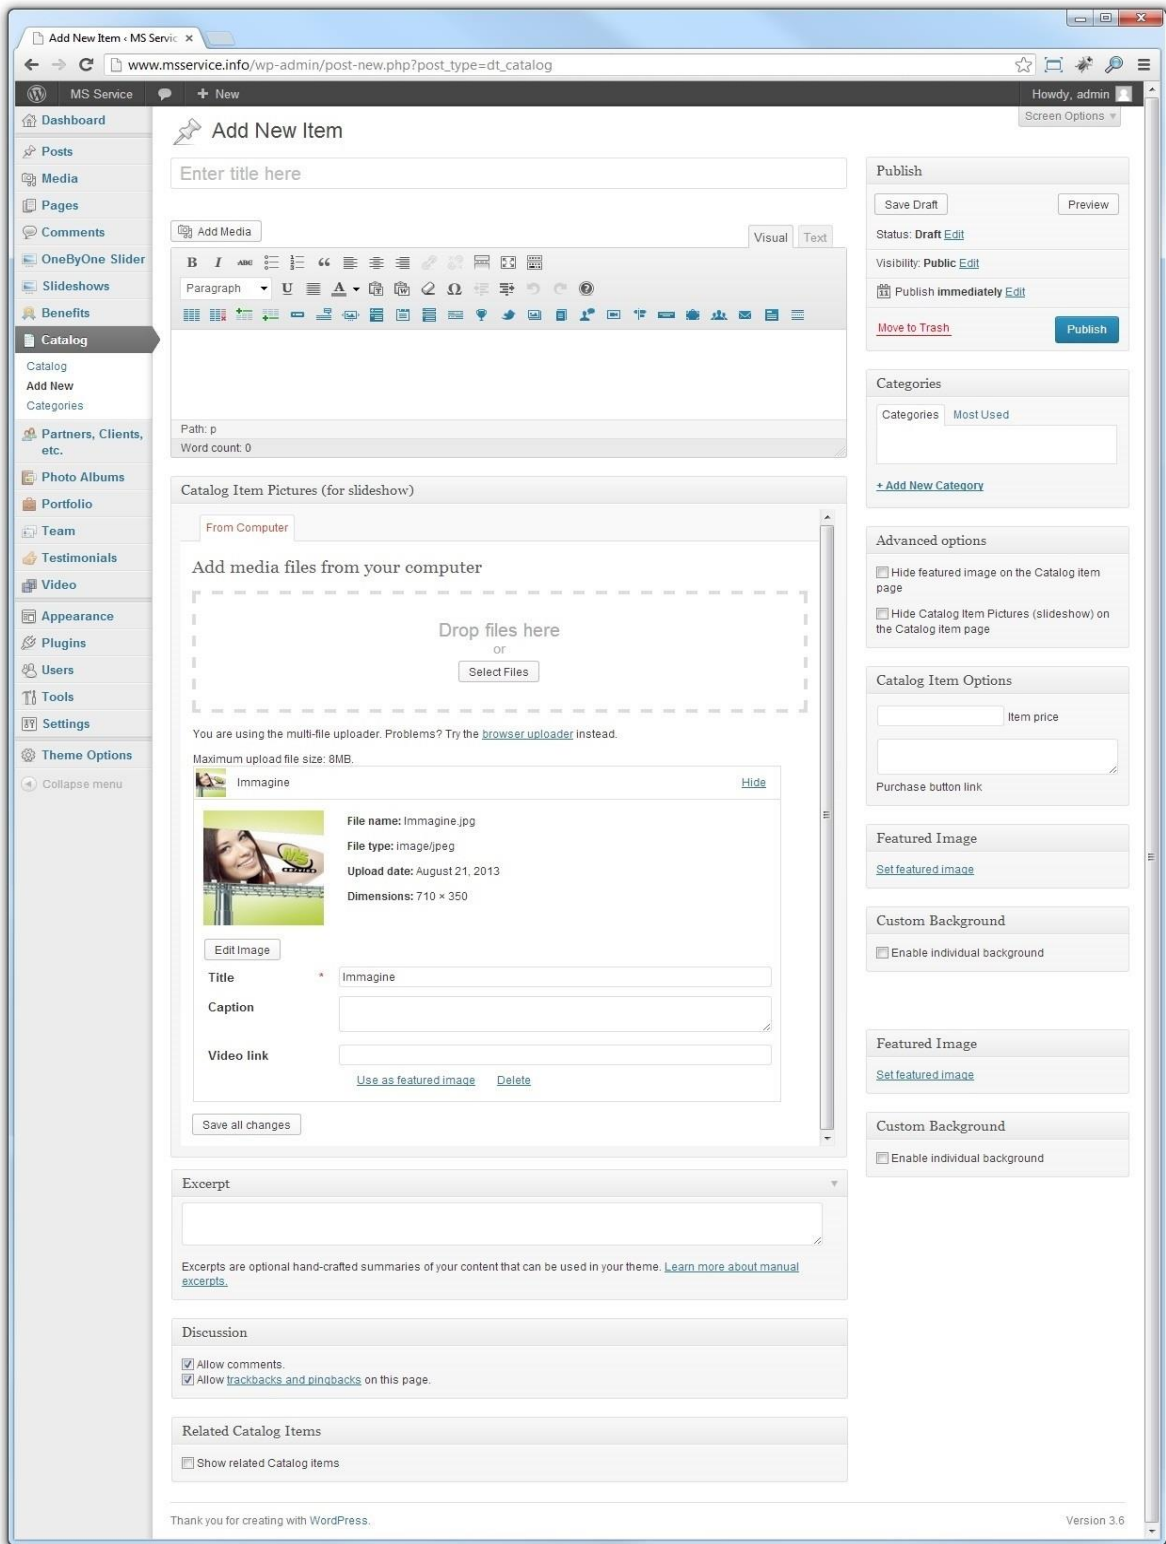 Add New Item ‹ MS Servic
www.msservice.info/wp-admin/post-new.php?post_type=dt_catalog
MS Service
+ New
Howdy, admin
Screen Options
Dashboard
Posts
Media
Pages
Comments
OneByOne Slider
Slideshows
Benefits
Catalog
Catalog
Add New
Categories
Partners, Clients,
etc.
Photo Albums
Portfolio
Team
Testimonials
Video
Appearance
Plugins
Users
Tools
Settings
Theme Options
Collapse menu
Add New Item
Enter title here
Add Media
Visual Text
B I ABC
Paragraph U A Ω
Path: p
Word count: 0
Catalog Item Pictures (for slideshow)
From Computer
Add media files from your computer
Drop files here
or
Select Files
You are using the multi-file uploader. Problems? Try the browser uploader instead.
Maximum upload file size: 8MB.
Immagine Hide
File name: Immagine.jpg
File type: image/jpeg
Upload date: August 21, 2013
Dimensions: 710 × 350
MS
SERVICE
Edit Image
Title * Immagine
Caption
Video link
Use as featured image Delete
Save all changes
Excerpt
Excerpts are optional hand-crafted summaries of your content that can be used in your theme. Learn more about manual
excerpts.
Discussion
Allow comments.
Allow trackbacks and pingbacks on this page.
Related Catalog Items
Show related Catalog items
Publish
Save Draft Preview
Status: Draft Edit
Visibility: Public Edit
Publish immediately Edit
Move to Trash Publish
Categories
Categories Most Used
+ Add New Category
Advanced options
Hide featured image on the Catalog item
page
Hide Catalog Item Pictures (slideshow) on
the Catalog item page
Catalog Item Options
Item price
Purchase button link
Featured Image
Set featured image
Custom Background
Enable individual background
Featured Image
Set featured image
Custom Background
Enable individual background
Thank you for creating with WordPress.
Version 3.6